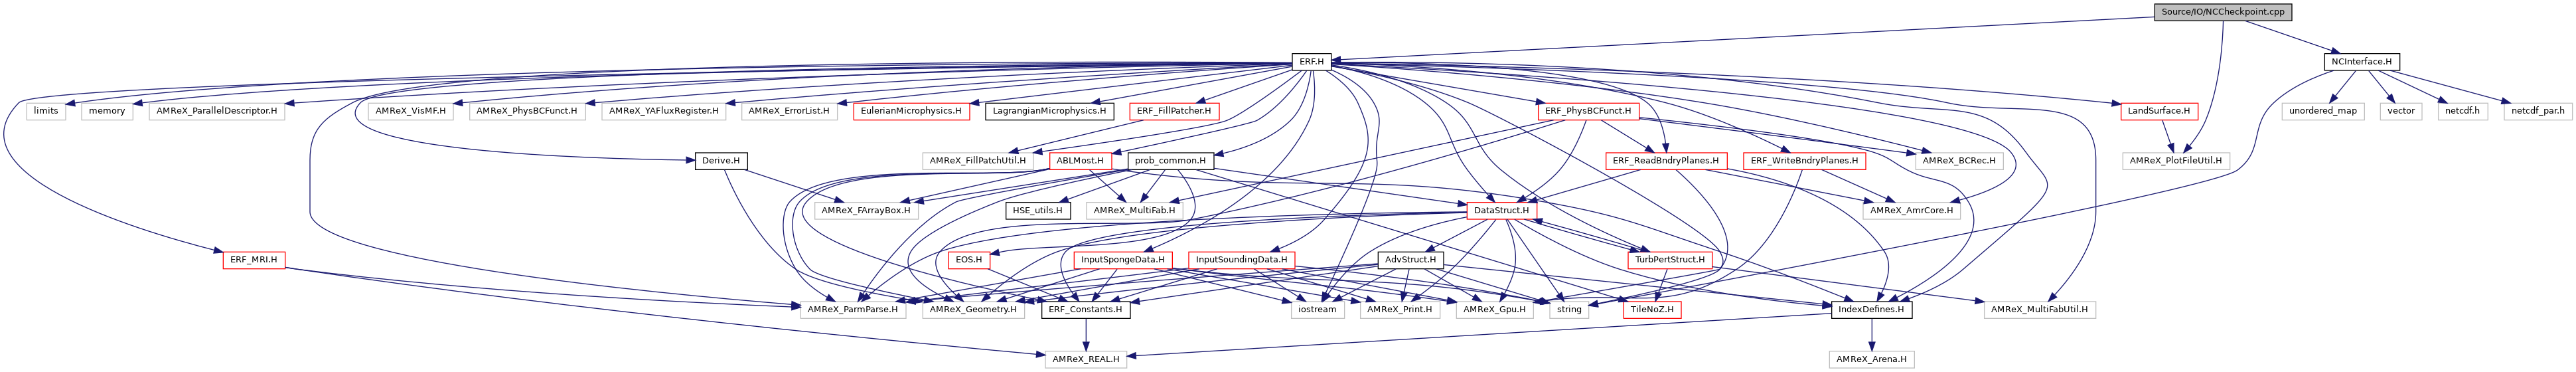 Source/IO/NCCheckpoint.cpp
ERF.H
NCInterface.H
limits
memory
AMReX_ParallelDescriptor.H
AMReX_VisMF.H
AMReX_PhysBCFunct.H
AMReX_YAFluxRegister.H
AMReX_ErrorList.H
EulerianMicrophysics.H
LagrangianMicrophysics.H
ERF_FillPatcher.H
ERF_PhysBCFunct.H
LandSurface.H
unordered_map
vector
netcdf.h
netcdf_par.h
Derive.H
AMReX_FillPatchUtil.H
ABLMost.H
prob_common.H
ERF_ReadBndryPlanes.H
ERF_WriteBndryPlanes.H
AMReX_BCRec.H
AMReX_PlotFileUtil.H
AMReX_FArrayBox.H
HSE_utils.H
AMReX_MultiFab.H
DataStruct.H
AMReX_AmrCore.H
ERF_MRI.H
EOS.H
InputSpongeData.H
InputSoundingData.H
AdvStruct.H
TurbPertStruct.H
AMReX_ParmParse.H
AMReX_Geometry.H
ERF_Constants.H
iostream
AMReX_Print.H
AMReX_Gpu.H
string
TileNoZ.H
IndexDefines.H
AMReX_MultiFabUtil.H
AMReX_REAL.H
AMReX_Arena.H